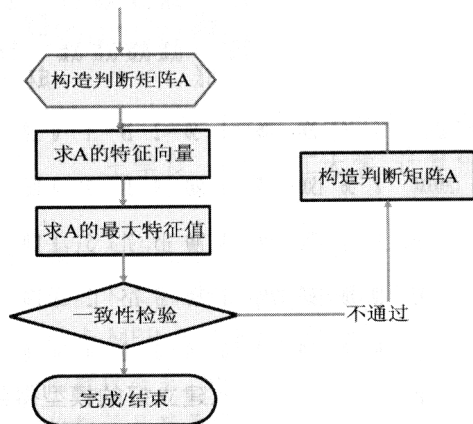 构造判断矩阵A
求A的特征向量
构造判断矩阵A
求A的最大特征值
一致性检验
不通过
完成/结束